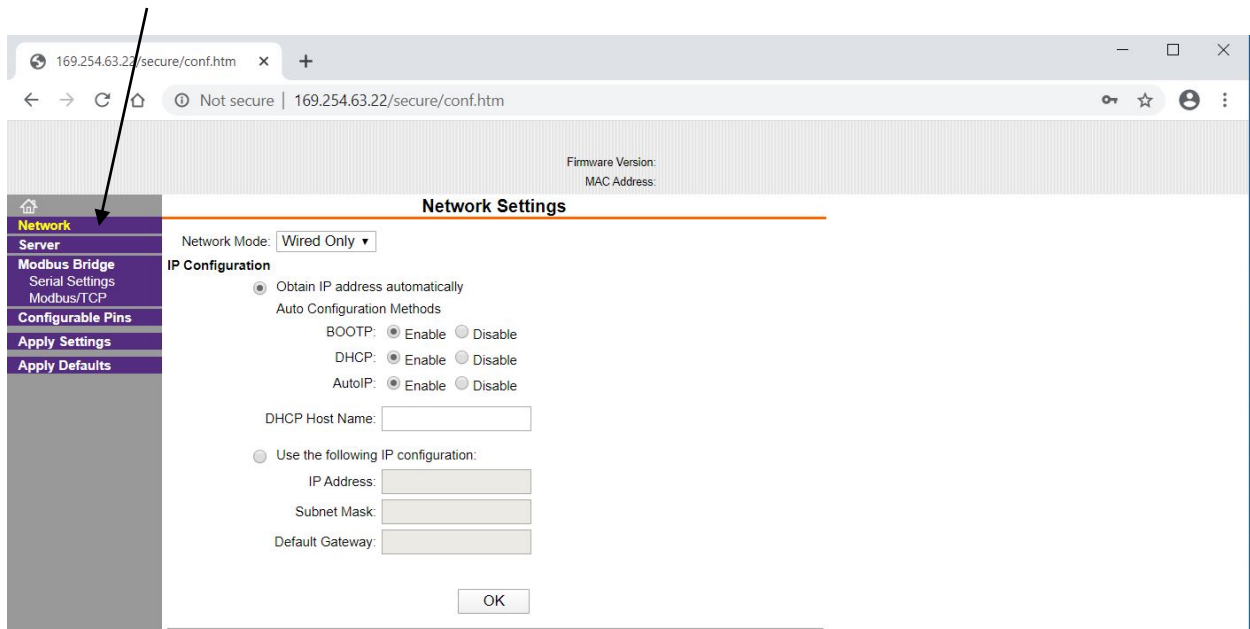 169.254.63.22/secure/conf.htm
Not secure | 169.254.63.22/secure/conf.htm
Firmware Version:
MAC Address:
Network Settings
Network
Server
Modbus Bridge
Serial Settings
Modbus/TCP
Configurable Pins
Apply Settings
Apply Defaults
Network Mode: Wired Only
IP Configuration
Obtain IP address automatically
Auto Configuration Methods
BOOTP: Enable Disable
DHCP: Enable Disable
AutoIP: Enable Disable
DHCP Host Name:
Use the following IP configuration:
IP Address:
Subnet Mask:
Default Gateway:
OK